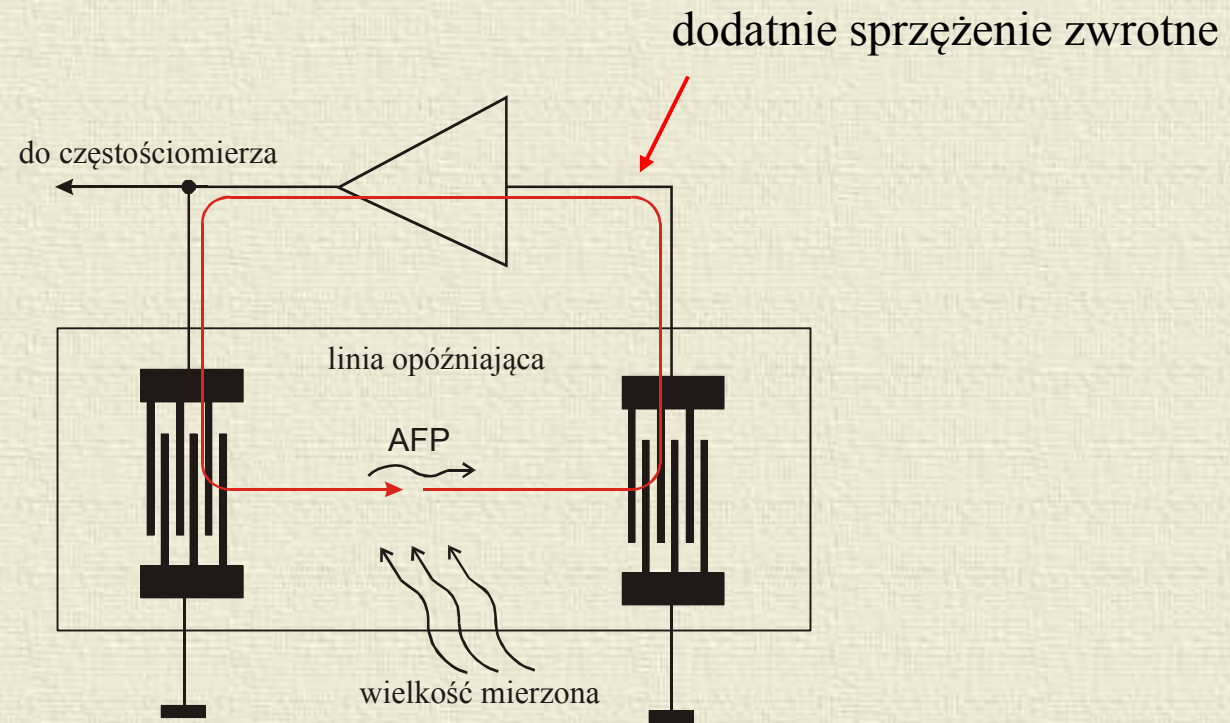 dodatnie sprzężenie zwrotne
do częstościomierza
linia opóźniająca
AFP
wielkość mierzona